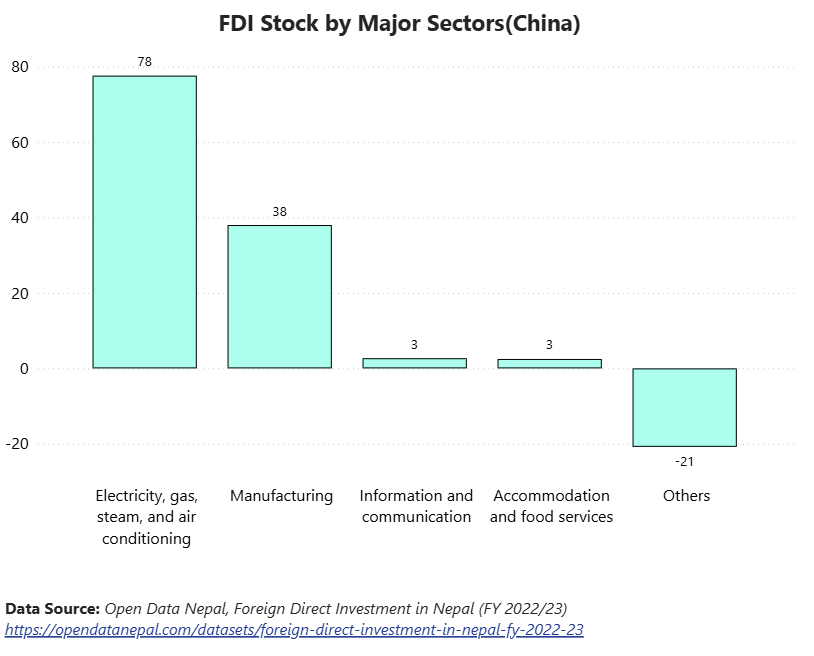 FDI Stock by Major Sectors(China)
80
60
40
20
0
-20
78
38
3
3
-21
Electricity, gas,
steam, and air
conditioning
Manufacturing
Information and
communication
Accommodation
and food services
Others
Data Source: Open Data Nepal, Foreign Direct Investment in Nepal (FY 2022/23)
https://opendatanepal.com/datasets/foreign-direct-investment-in-nepal-fy-2022-23